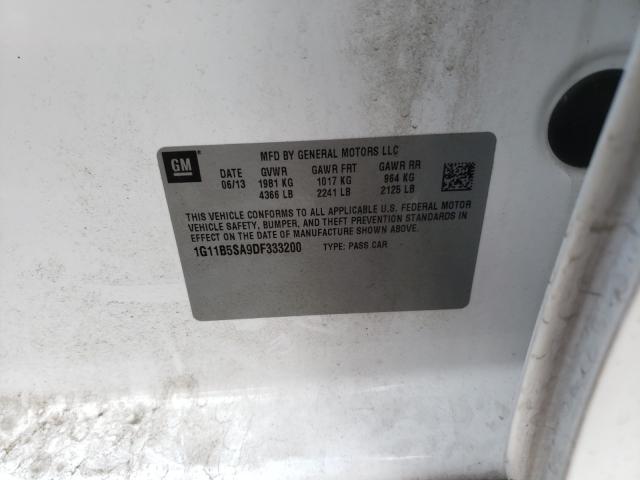 GM
MFD BY GENERAL MOTORS LLC
DATE GVWR GAWR FRT GAWR RR
06/13 1981 KG 1017 KG 964 KG
4366 LB 2241 LB 2125 LB
THIS VEHICLE CONFORMS TO ALL APPLICABLE U.S. FEDERAL MOTOR
VEHICLE SAFETY, BUMPER, AND THEFT PREVENTION STANDARDS IN
EFFECT ON THE DATE OF MANUFACTURE SHOWN ABOVE.
1G11B5SA9DF333200 TYPE: PASS CAR